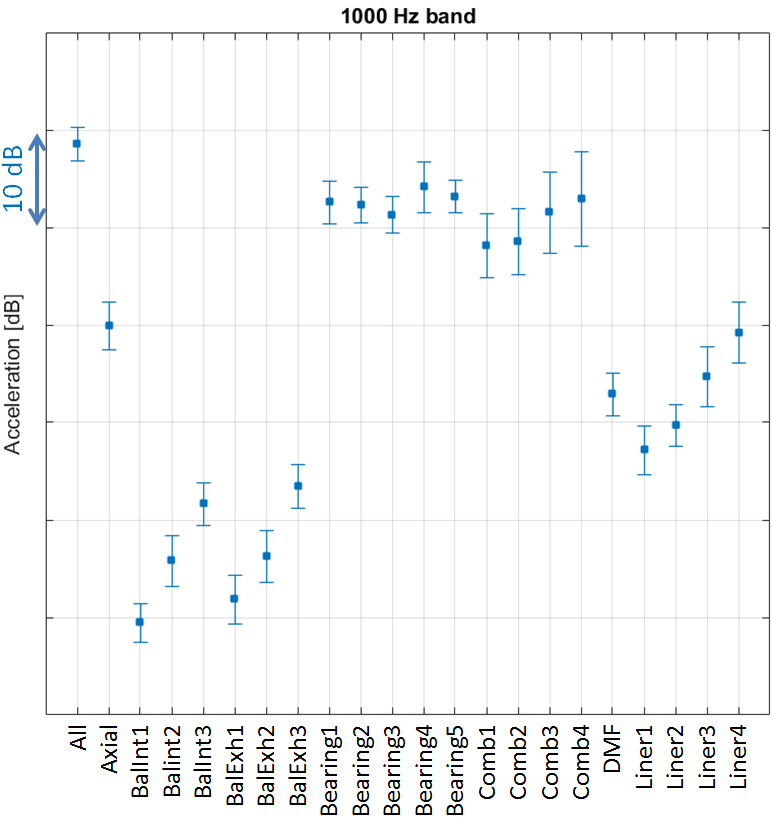 1000 Hz band
10 dB
Acceleration [dB]
All
Axial
BalInt1
Balint2
BalInt3
BalExh1
BalExh2
BalExh3
Bearing1
Bearing2
Bearing3
Bearing4
Bearing5
Comb1
Comb2
Comb3
Comb4
DMF
Liner1
Liner2
Liner3
Liner4